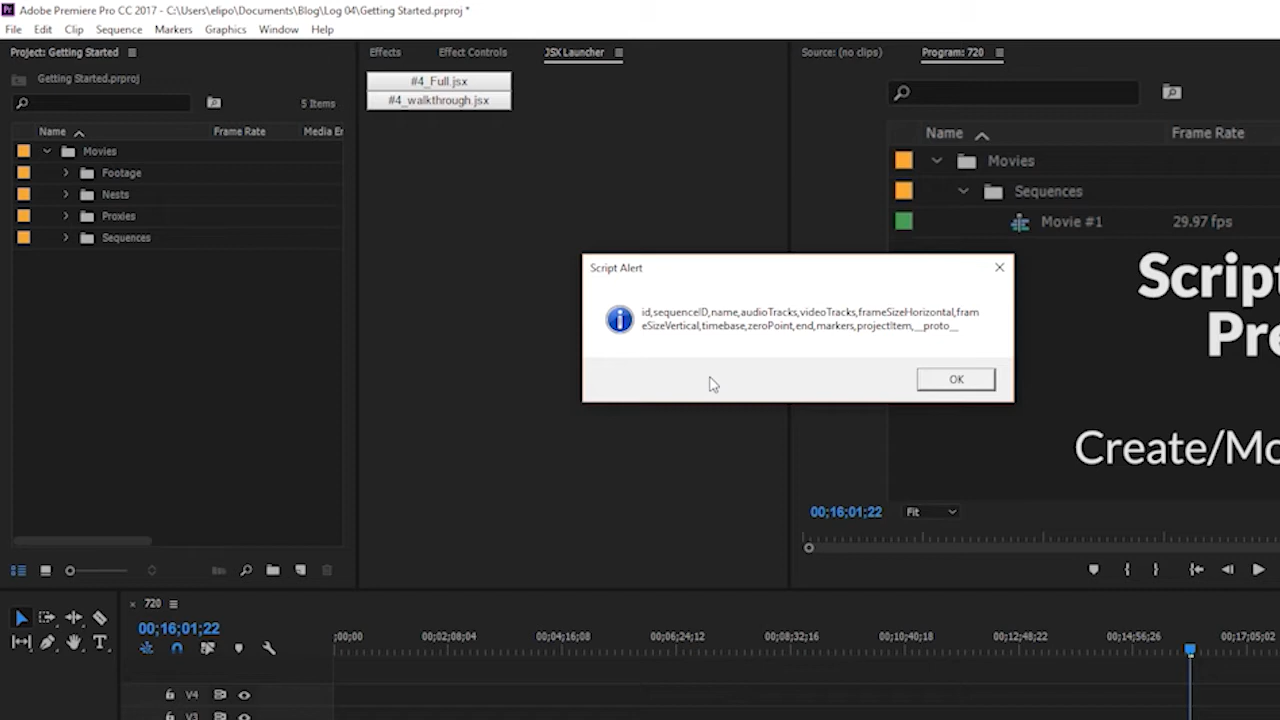 Adobe Premiere Pro CC 2017 - C:\Users\elipo\Documents\Blog\Log 04\Getting Started.prproj *
File Edit Clip Sequence Markers Graphics Window Help
Project: Getting Started
Effects Effect Controls JSX Launcher
Source: (no clips) Program: 720
Getting Started.prproj
#4_Full.jsx
#4_walkthrough.jsx
5 Items
Name Frame Rate Media Er
Movies
Footage
Nests
Proxies
Sequences
Name Frame Rate
Movies
Sequences
Movie #1 29.97 fps
Script
Pre
Create/Mo
Script Alert
id,sequenceID,name,audioTracks,videoTracks,frameSizeHorizontal,fram
eSizeVertical,timebase,zeroPoint,end,markers,projectItem,__proto__
OK
00;16;01;22 Fit
720
00;16;01;22
;00;00 00;02;08;04 00;04;16;08 00;06;24;12 00;08;32;16 00;10;40;18 00;12;48;22 00;14;56;26 00;17;05;02
V4
V3